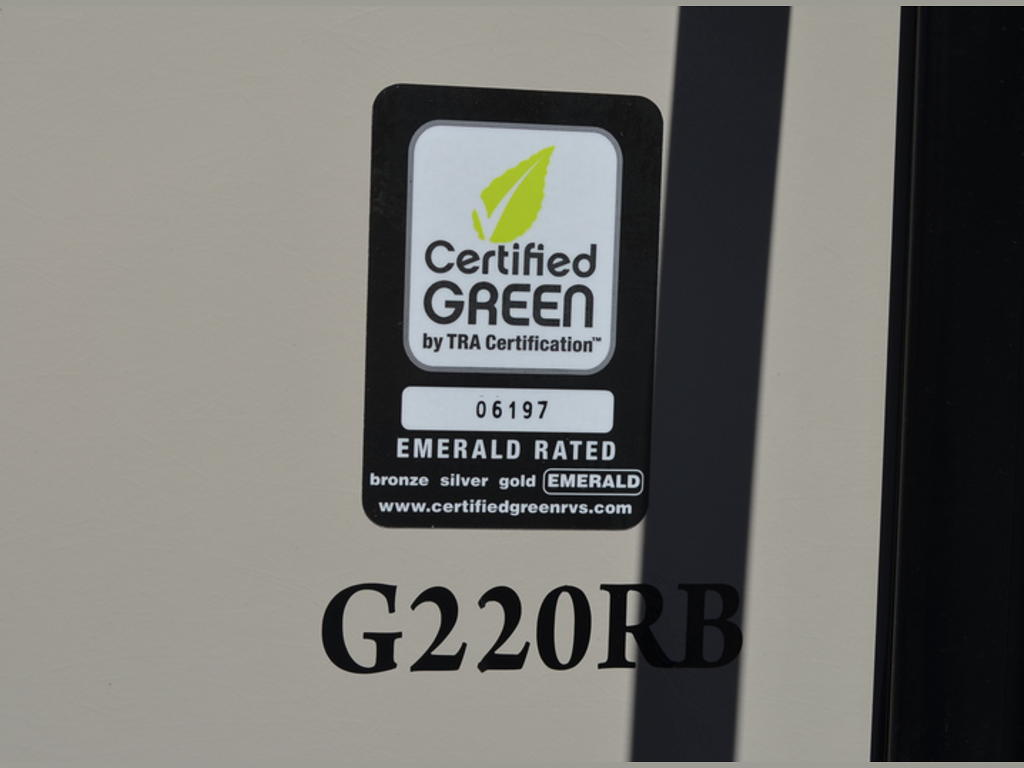 Certified
GREEN
by TRA Certification™
06197
EMERALD RATED
bronze silver gold EMERALD
www.certifiedgreenrvs.com
G220RB